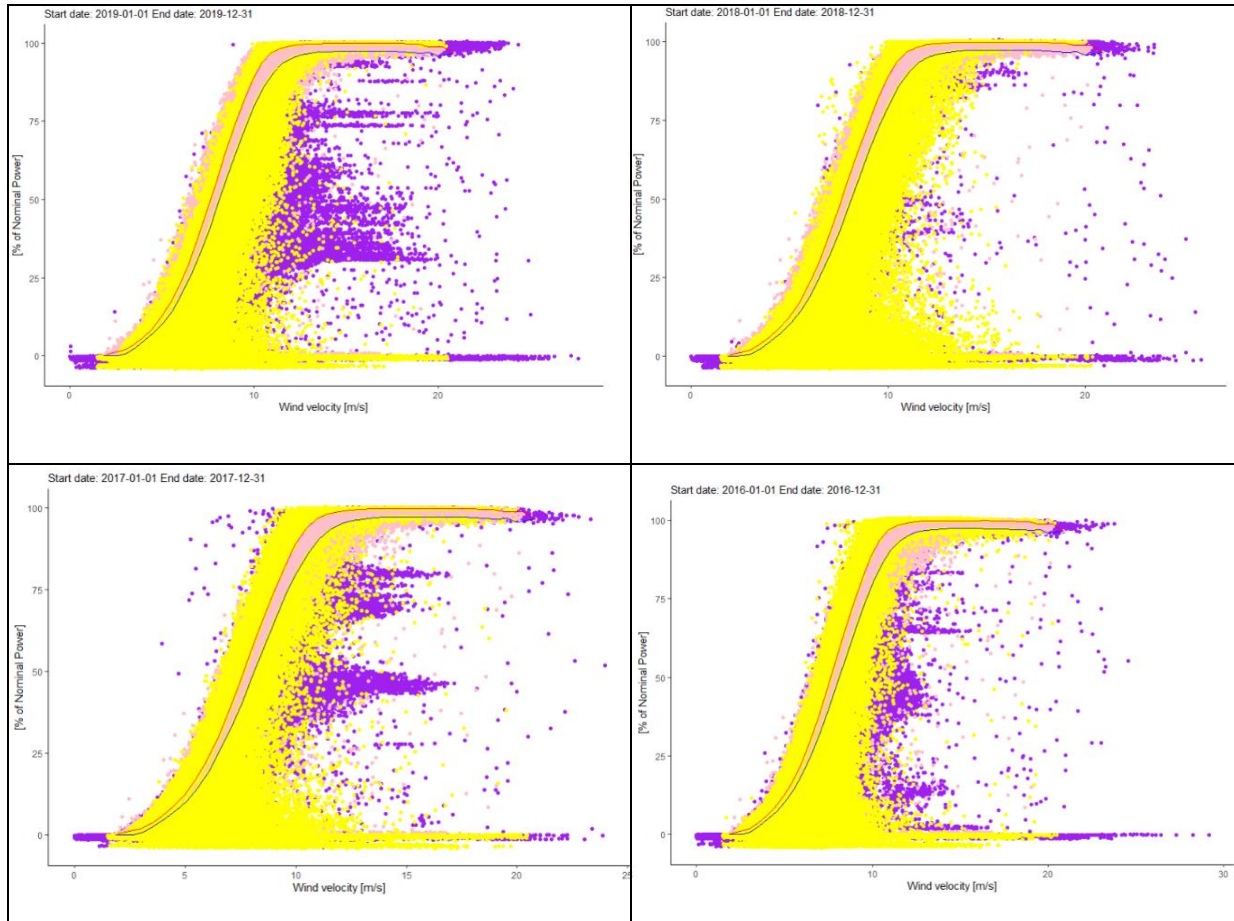 Start date: 2019-01-01 End date: 2019-12-31
100
75
50
25
0
[% of Nominal Power]
0 10 20
Wind velocity [m/s]
Start date: 2018-01-01 End date: 2018-12-31
100
75
50
25
0
[% of Nominal Power]
0 10 20
Wind velocity [m/s]
Start date: 2017-01-01 End date: 2017-12-31
100
75
50
25
0
[% of Nominal Power]
0 5 10 15 20 25
Wind velocity [m/s]
Start date: 2016-01-01 End date: 2016-12-31
100
75
50
25
0
[% of Nominal Power]
0 10 20 30
Wind velocity [m/s]